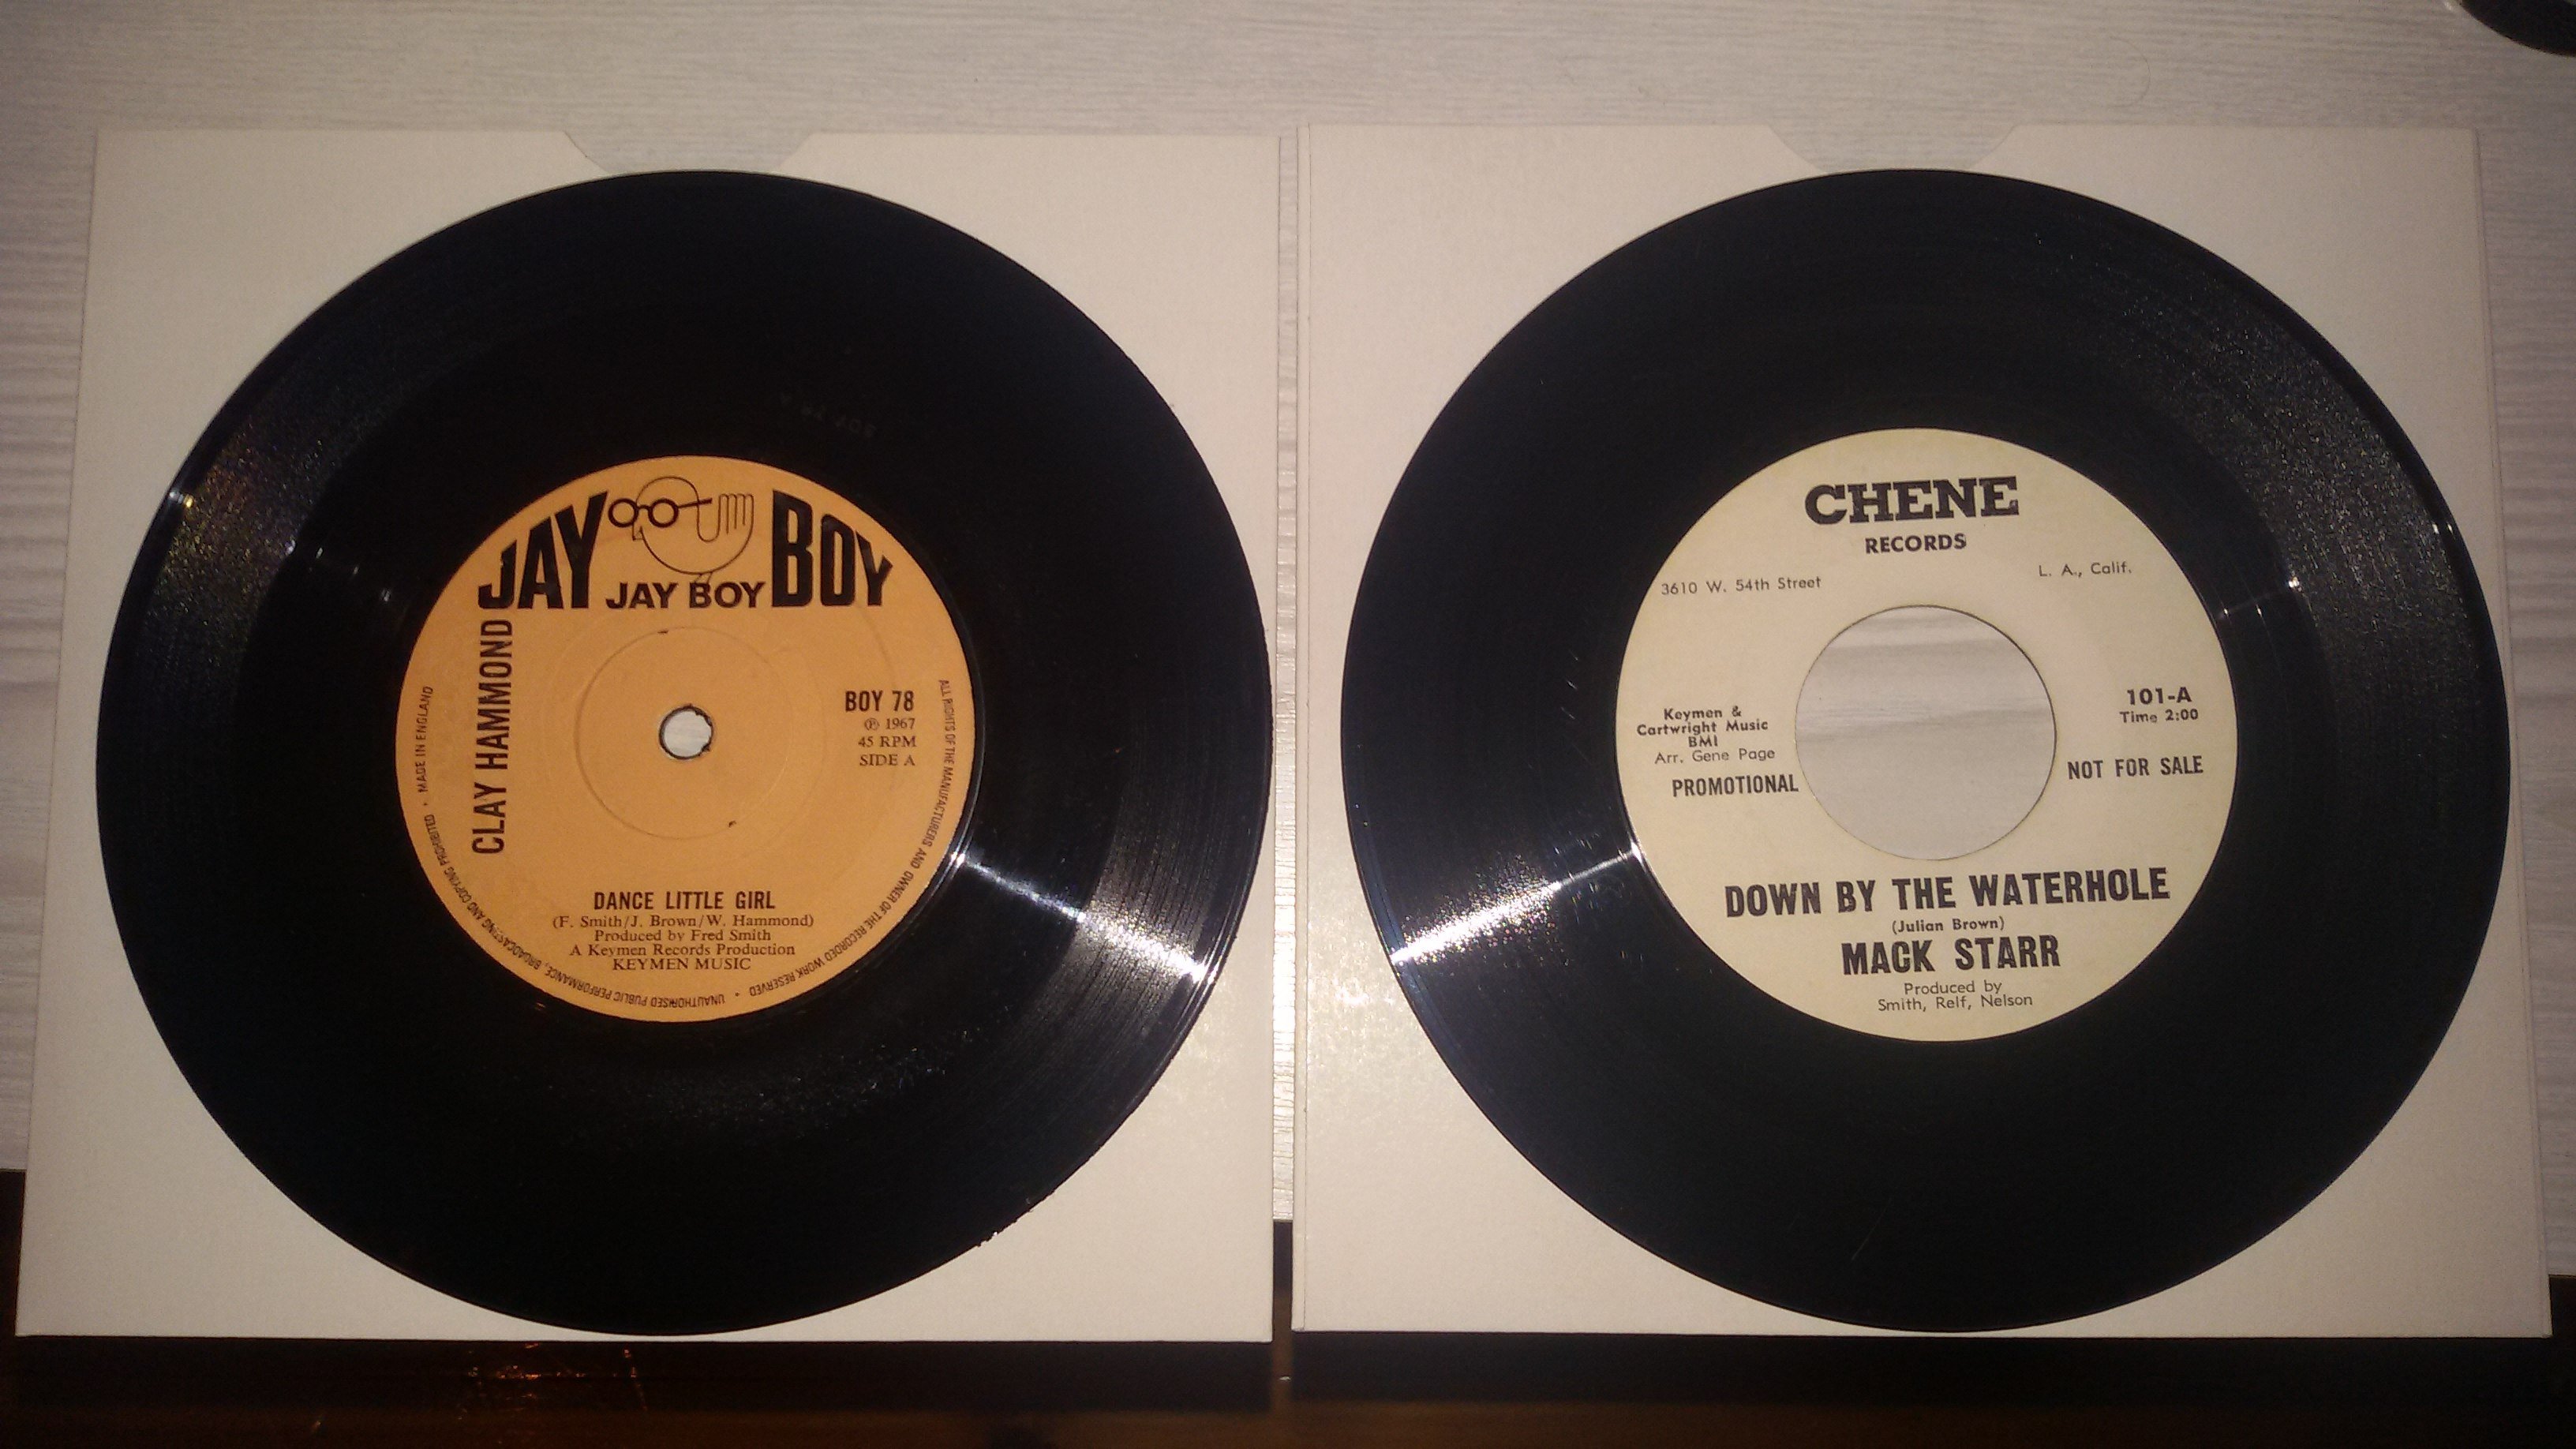 JAY BOY
JAY BOY
CLAY HAMMOND
BOY 78
℗ 1967
45 RPM
SIDE A
DANCE LITTLE GIRL
(F. Smith/J. Brown/W. Hammond)
Produced by Fred Smith
A Keymen Records Production
KEYMEN MUSIC
ALL RIGHTS OF THE MANUFACTURERS AND OWNER OF THE RECORDED WORK RESERVED • UNAUTHORISED PUBLIC PERFORMANCE, BROADCASTING AND COPYING PROHIBITED • MADE IN ENGLAND
CHENE
RECORDS
3610 W. 54th Street
L. A., Calif.
Keymen &
Cartwright Music
BMI
Arr. Gene Page
PROMOTIONAL
101-A
Time 2:00
NOT FOR SALE
DOWN BY THE WATERHOLE
(Julian Brown)
MACK STARR
Produced by
Smith, Relf, Nelson